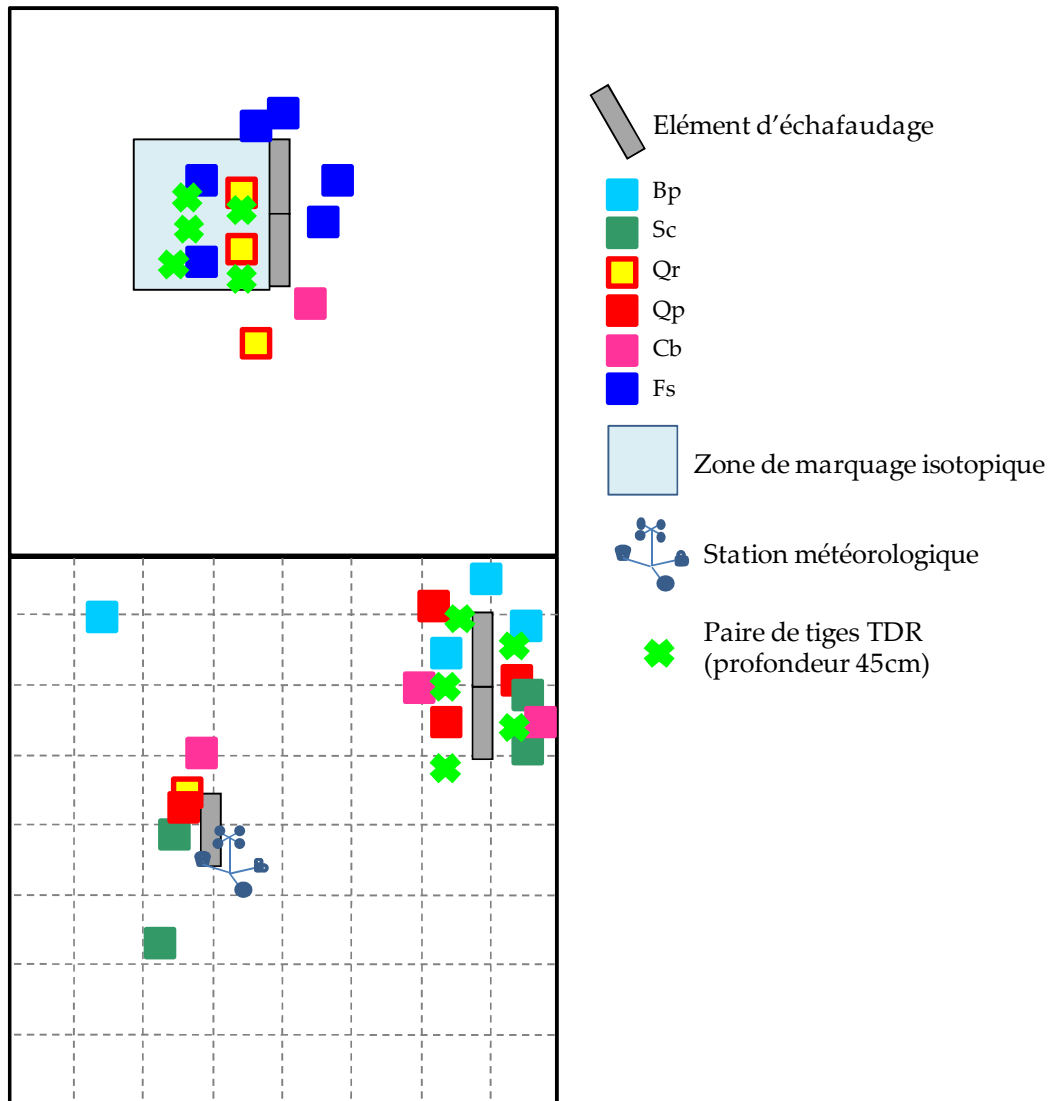 Elément d'échafaudage
Bp
Sc
Qr
Qp
Cb
Fs
Zone de marquage isotopique
Station météorologique
Paire de tiges TDR
(profondeur 45cm)